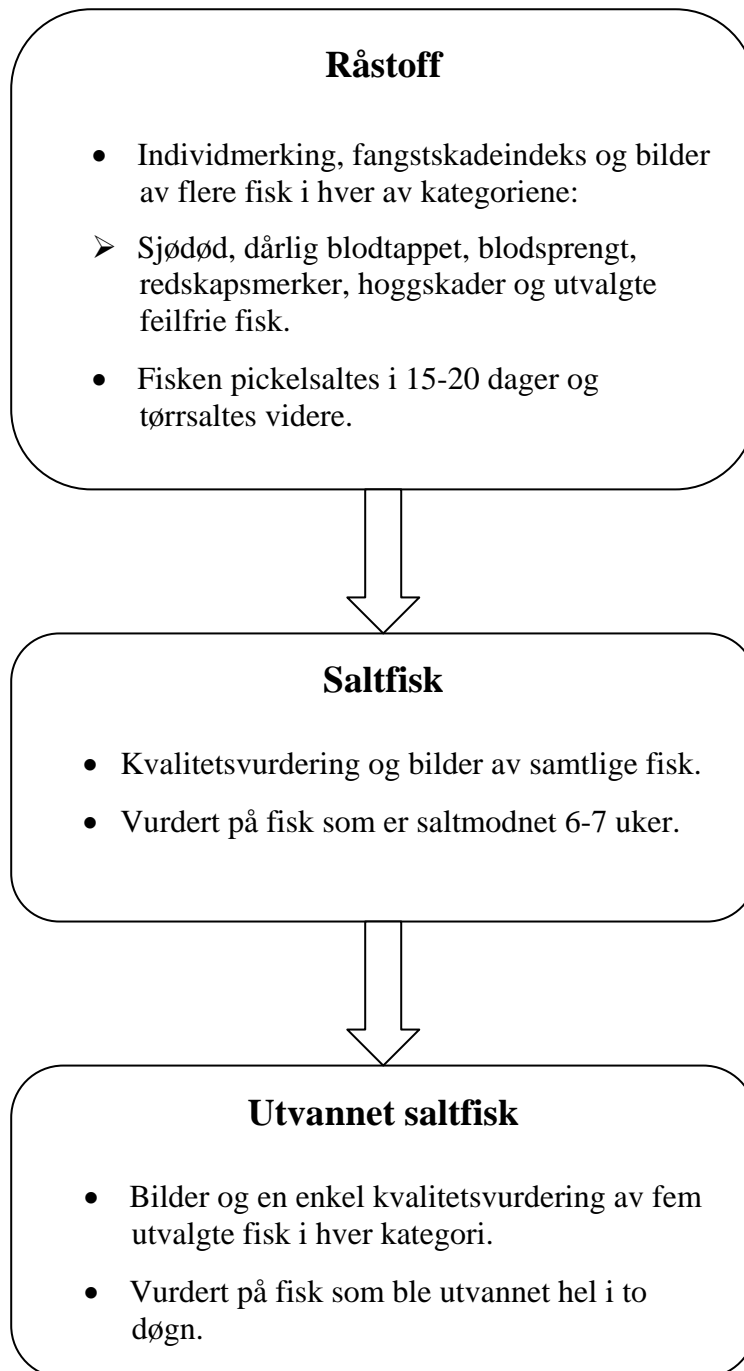 Råstoff
• Individmerking, fangstskadeindeks og bilder
av flere fisk i hver av kategoriene:
➢ Sjødød, dårlig blodtappet, blodsprengt,
redskapsmerker, hoggskader og utvalgte
feilfrie fisk.
• Fisken pickelsaltes i 15-20 dager og
tørrsaltes videre.
Saltfisk
• Kvalitetsvurdering og bilder av samtlige fisk.
• Vurdert på fisk som er saltmodnet 6-7 uker.
Utvannet saltfisk
• Bilder og en enkel kvalitetsvurdering av fem
utvalgte fisk i hver kategori.
• Vurdert på fisk som ble utvannet hel i to
døgn.